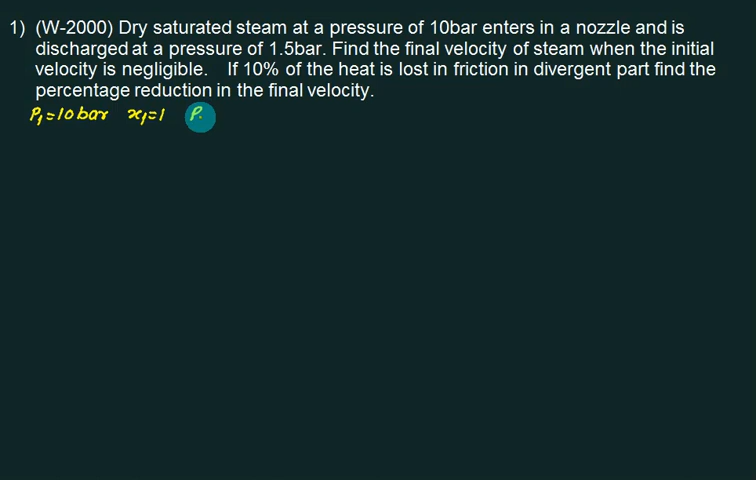 1) (W-2000) Dry saturated steam at a pressure of 10bar enters in a nozzle and is
discharged at a pressure of 1.5bar. Find the final velocity of steam when the initial
velocity is negligible. If 10% of the heat is lost in friction in divergent part find the
percentage reduction in the final velocity.
P₁=10 bar x₁=1 P